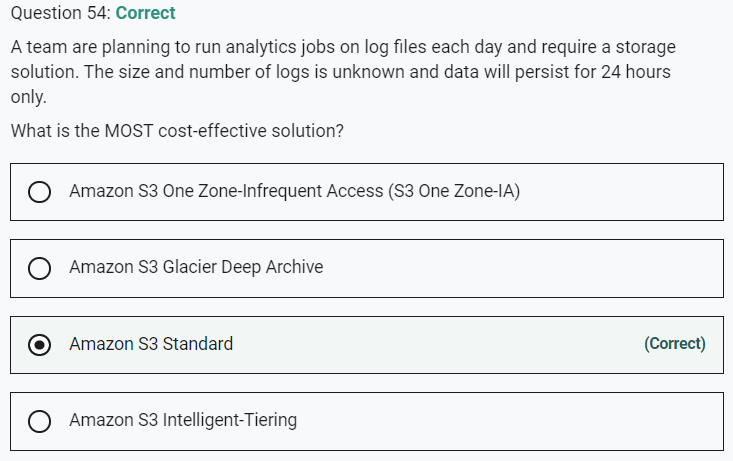 Question 54: Correct
A team are planning to run analytics jobs on log files each day and require a storage
solution. The size and number of logs is unknown and data will persist for 24 hours
only.
What is the MOST cost-effective solution?
Amazon S3 One Zone-Infrequent Access (S3 One Zone-IA)
Amazon S3 Glacier Deep Archive
Amazon S3 Standard (Correct)
Amazon S3 Intelligent-Tiering